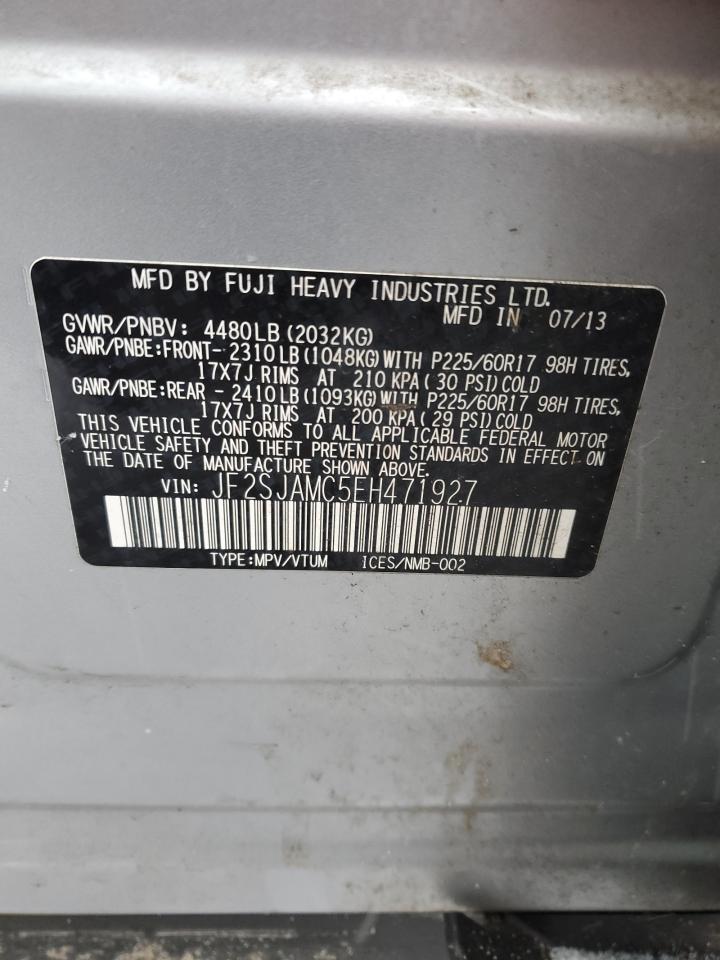 MFD BY FUJI HEAVY INDUSTRIES LTD.
MFD IN 07/13
GVWR/PNBV: 4480LB (2032KG)
GAWR/PNBE:FRONT- 2310LB (1048KG) WITH P225/60R17 98H TIRES,
17X7J RIMS AT 210 KPA( 30 PSI) COLD
GAWR/PNBE:REAR - 2410LB (1093KG) WITH P225/60R17 98H TIRES,
17X7J RIMS AT 200 KPA( 29 PSI) COLD
THIS VEHICLE CONFORMS TO ALL APPLICABLE FEDERAL MOTOR
VEHICLE SAFETY AND THEFT PREVENTION STANDARDS IN EFFECT ON
THE DATE OF MANUFACTURE SHOWN ABOVE.
VIN: JF2SJAMC5EH471927
TYPE:MPV/VTUM ICES/NMB-002